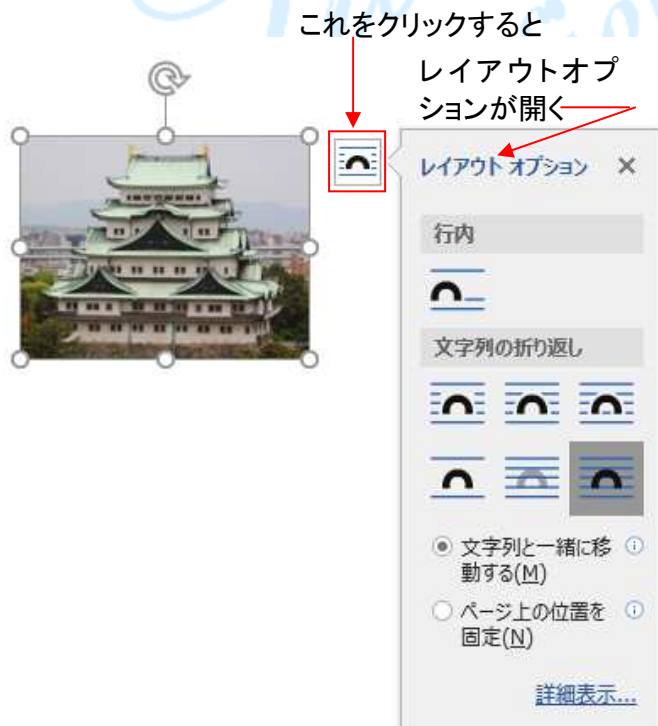 これをクリックすると
レイアウトオプ
ションが開く
レイアウト オプション
行内
文字列の折り返し
文字列と一緒に移
動する(M)
ページ上の位置を
固定(N)
詳細表示...